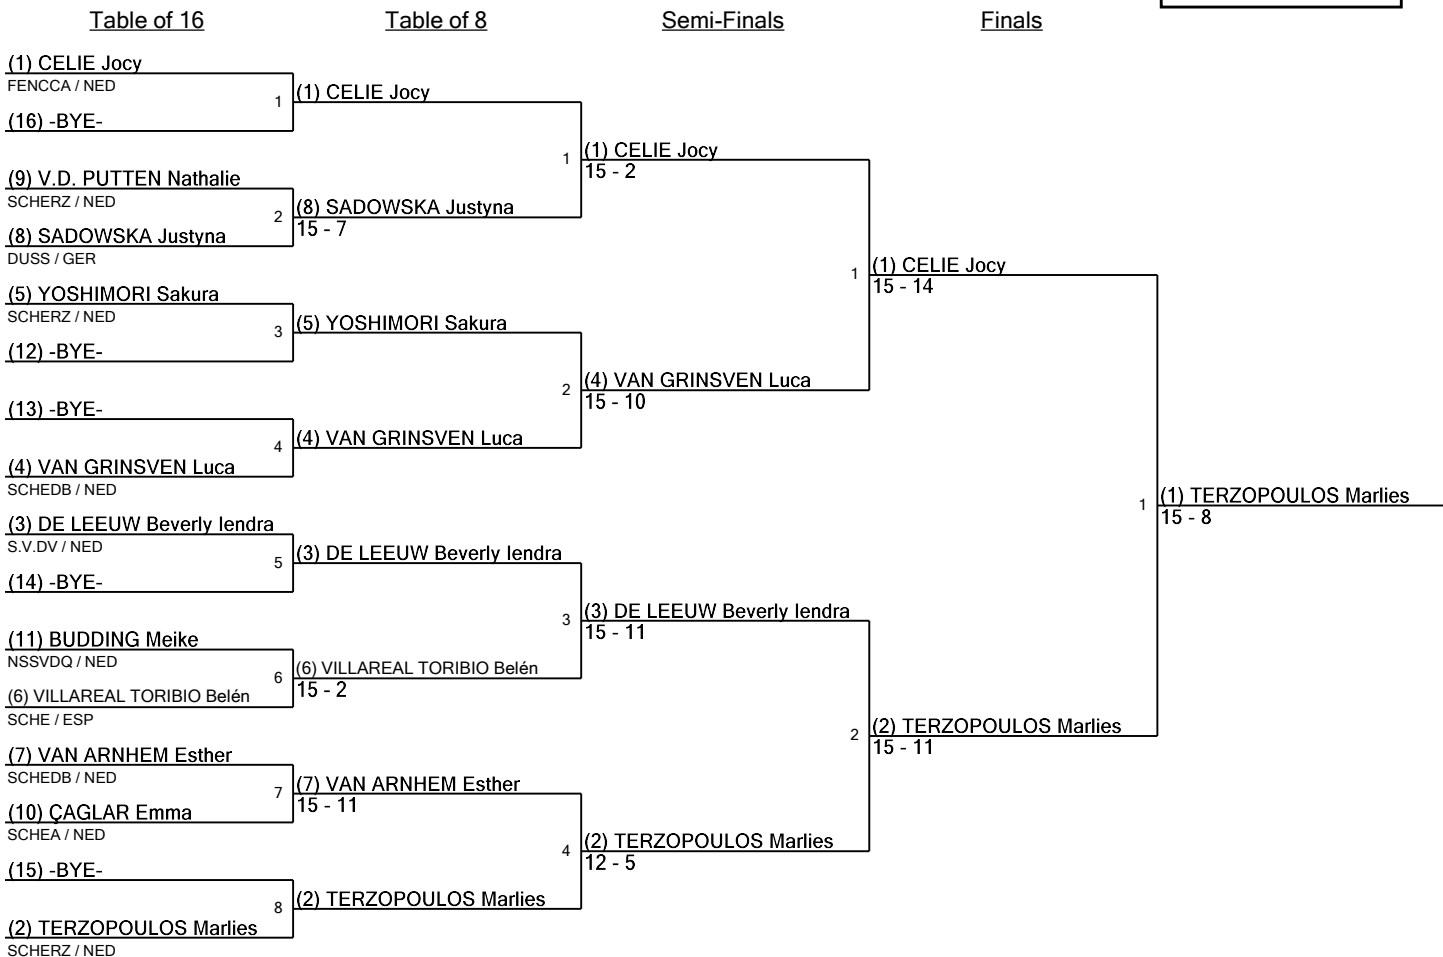 Table of 16
Table of 8
Semi-Finals
Finals
(1) CELIE Jocy
FENCCA / NED
(16) -BYE-
(9) V.D. PUTTEN Nathalie
SCHERZ / NED
(8) SADOWSKA Justyna
DUSS / GER
(5) YOSHIMORI Sakura
SCHERZ / NED
(12) -BYE-
(13) -BYE-
(4) VAN GRINSVEN Luca
SCHEDB / NED
(3) DE LEEUW Beverly Iendra
S.V.DV / NED
(14) -BYE-
(11) BUDDING Meike
NSSVDQ / NED
(6) VILLAREAL TORIBIO Belén
SCHE / ESP
(7) VAN ARNHEM Esther
SCHEDB / NED
(10) ÇAGLAR Emma
SCHEA / NED
(15) -BYE-
(2) TERZOPOULOS Marlies
SCHERZ / NED
1
(1) CELIE Jocy
2
(8) SADOWSKA Justyna
15 - 7
3
(5) YOSHIMORI Sakura
4
(4) VAN GRINSVEN Luca
5
(3) DE LEEUW Beverly Iendra
6
(6) VILLAREAL TORIBIO Belén
15 - 2
7
(7) VAN ARNHEM Esther
15 - 11
8
(2) TERZOPOULOS Marlies
1
(1) CELIE Jocy
15 - 2
2
(4) VAN GRINSVEN Luca
15 - 10
3
(3) DE LEEUW Beverly Iendra
15 - 11
4
(2) TERZOPOULOS Marlies
12 - 5
1
(1) CELIE Jocy
15 - 14
2
(2) TERZOPOULOS Marlies
15 - 11
1
(1) TERZOPOULOS Marlies
15 - 8